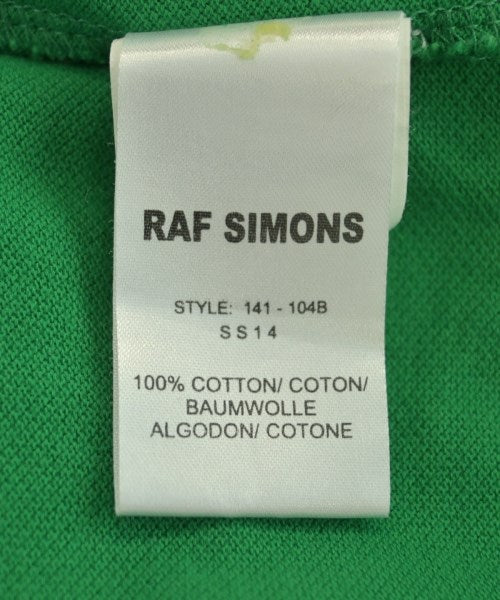 RAF SIMONS
STYLE: 141 - 104B
SS14
100% COTTON/ COTON/
BAUMWOLLE
ALGODON/ COTONE